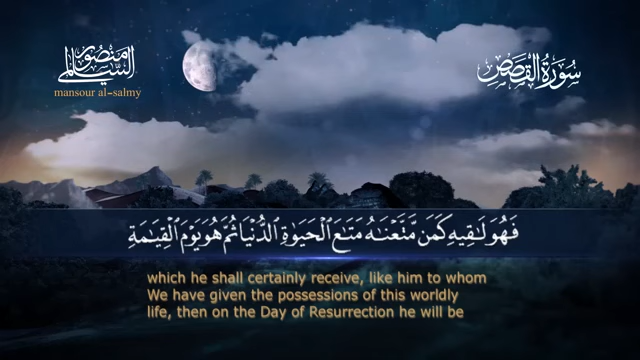 منصور السالمي
mansour al-salmy
سورة القصص
فَهُوَ لَٰقِيهِ كَمَن مَّتَّعْنَٰهُ مَتَٰعَ ٱلْحَيَوٰةِ ٱلدُّنْيَا ثُمَّ هُوَ يَوْمَ ٱلْقِيَٰمَةِ
which he shall certainly receive, like him to whom
We have given the possessions of this worldly
life, then on the Day of Resurrection he will be